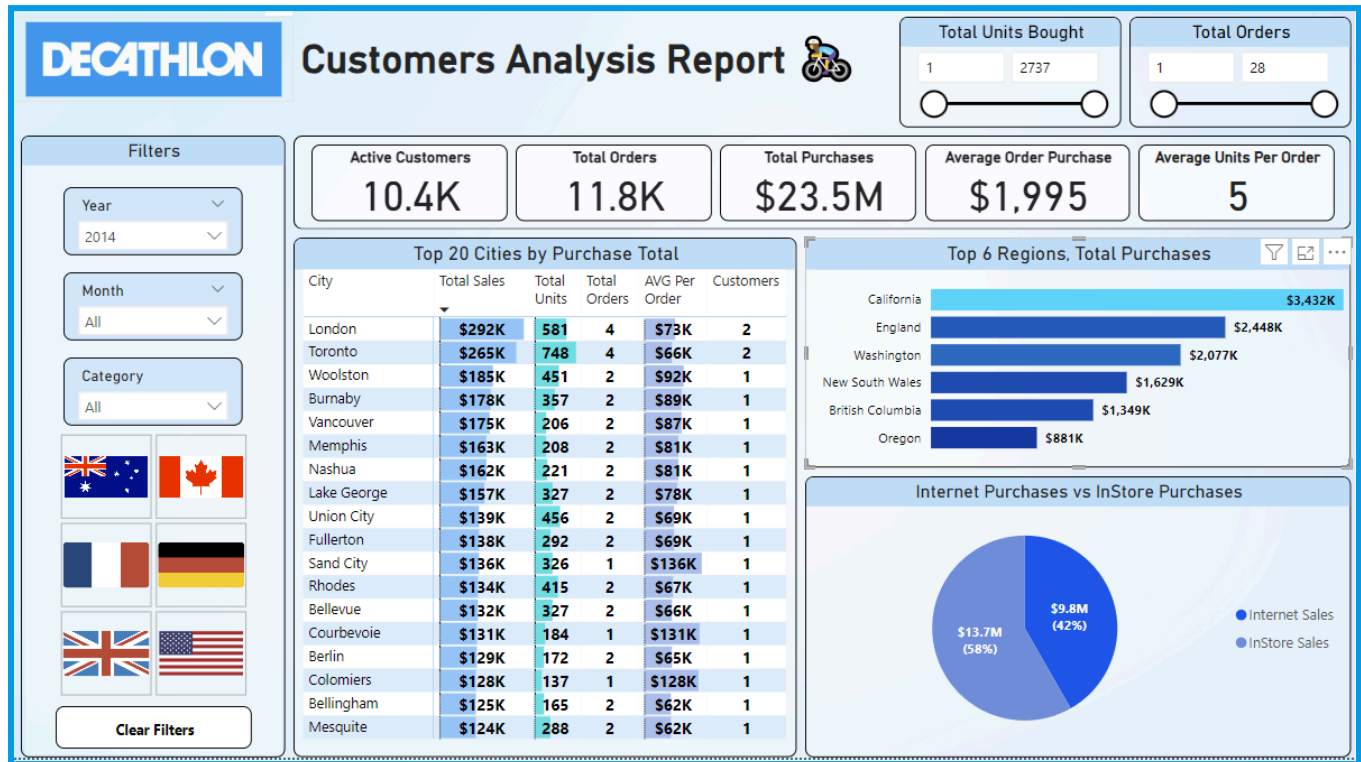 DECATHLON
Customers Analysis Report
Total Units Bought
1 2737
Total Orders
1 28
Filters
Year
2014
Month
All
Category
All
Clear Filters
Active Customers
10.4K
Total Orders
11.8K
Total Purchases
$23.5M
Average Order Purchase
$1,995
Average Units Per Order
5
Top 20 Cities by Purchase Total
City Total Sales Total Units Total Orders AVG Per Order Customers
London $292K 581 4 $73K 2
Toronto $265K 748 4 $66K 2
Woolston $185K 451 2 $92K 1
Burnaby $178K 357 2 $89K 1
Vancouver $175K 206 2 $87K 1
Memphis $163K 208 2 $81K 1
Nashua $162K 221 2 $81K 1
Lake George $157K 327 2 $78K 1
Union City $139K 456 2 $69K 1
Fullerton $138K 292 2 $69K 1
Sand City $136K 326 1 $136K 1
Rhodes $134K 415 2 $67K 1
Bellevue $132K 327 2 $66K 1
Courbevoie $131K 184 1 $131K 1
Berlin $129K 172 2 $65K 1
Colomiers $128K 137 1 $128K 1
Bellingham $125K 165 2 $62K 1
Mesquite $124K 288 2 $62K 1
Top 6 Regions, Total Purchases
California $3,432K
England $2,448K
Washington $2,077K
New South Wales $1,629K
British Columbia $1,349K
Oregon $881K
Internet Purchases vs InStore Purchases
$9.8M
(42%)
$13.7M
(58%)
Internet Sales
InStore Sales